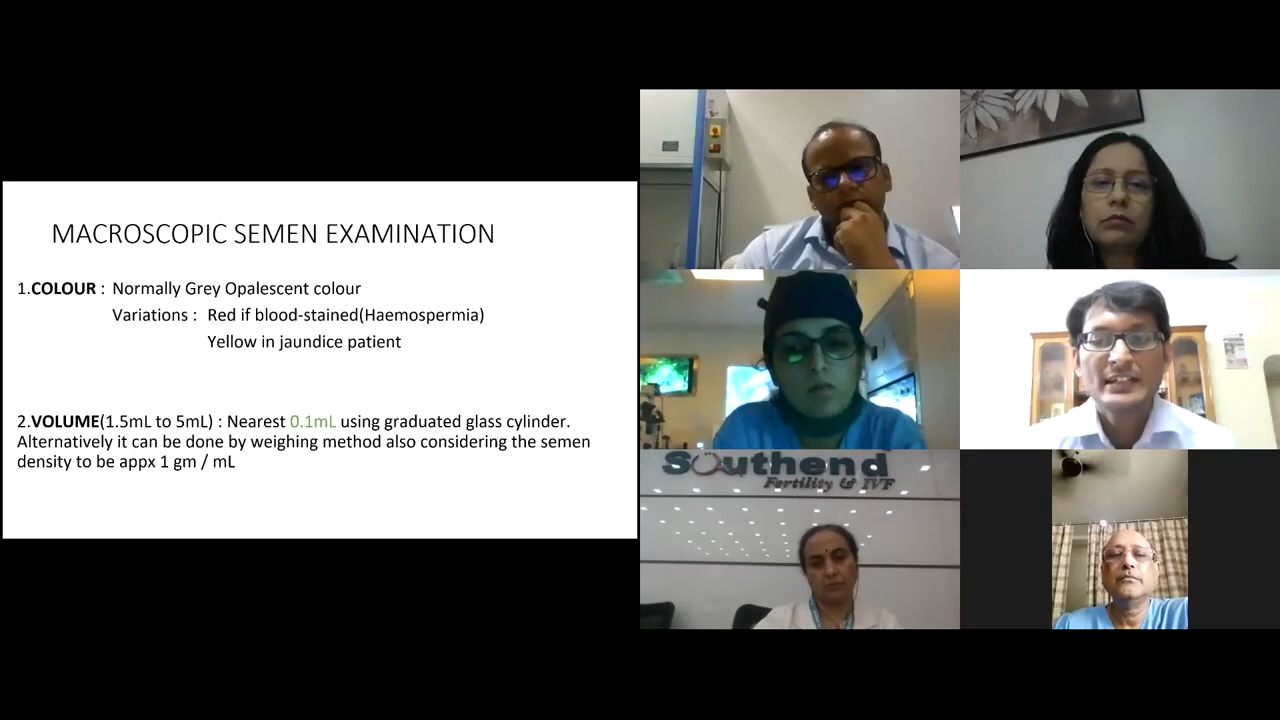 MACROSCOPIC SEMEN EXAMINATION
1.COLOUR : Normally Grey Opalescent colour
Variations : Red if blood-stained(Haemospermia)
Yellow in jaundice patient
2.VOLUME(1.5mL to 5mL) : Nearest 0.1mL using graduated glass cylinder.
Alternatively it can be done by weighing method also considering the semen
density to be appx 1 gm / mL
Southend
Fertility & IVF